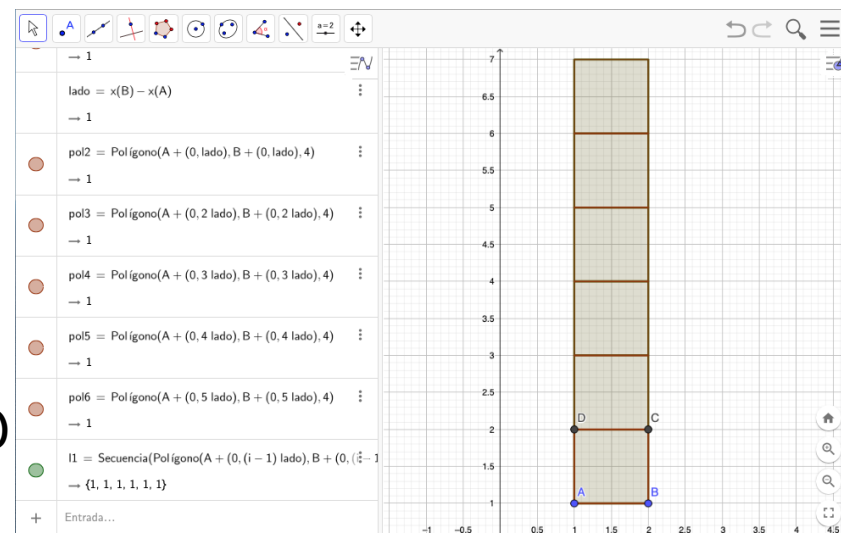 A
a=2
→ 1
lado = x(B) – x(A)
→ 1
pol2 = Polígono(A + (0, lado), B + (0, lado), 4)
→ 1
pol3 = Polígono(A + (0, 2 lado), B + (0, 2 lado), 4)
→ 1
pol4 = Polígono(A + (0, 3 lado), B + (0, 3 lado), 4)
→ 1
pol5 = Polígono(A + (0, 4 lado), B + (0, 4 lado), 4)
→ 1
pol6 = Polígono(A + (0, 5 lado), B + (0, 5 lado), 4)
→ 1
l1 = Secuencia(Polígono(A + (0, (i – 1) lado), B + (0, (
→ {1, 1, 1, 1, 1, 1}
+ Entrada…
7
6.5
6
5.5
5
4.5
4
3.5
3
2.5
D C
2
1.5
A B
1
–1 –0.5 0.5 1 1.5 2 2.5 3 3.5 4 4.5